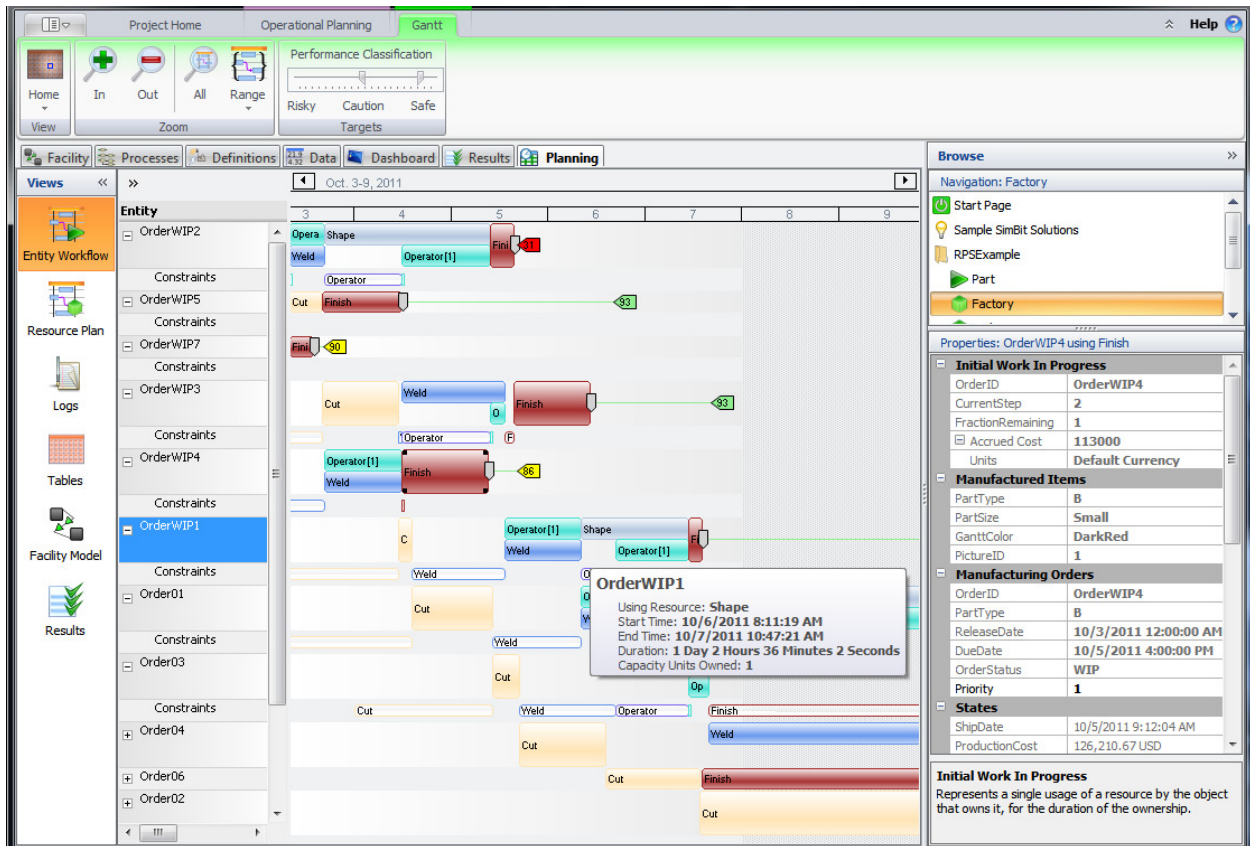 Project Home
Operational Planning
Gantt
Help
Home
In
Out
All
Range
View
Zoom
Performance Classification
Risky
Caution
Safe
Targets
Facility
Processes
Definitions
Data
Dashboard
Results
Planning
Views
Entity Workflow
Resource Plan
Logs
Tables
Facility Model
Results
Oct. 3-9, 2011
Entity
3 4 5 6 7 8 9
OrderWIP2
Opera Shape
Fini 31
Weld Operator[1]
Constraints
Operator
OrderWIP5
Cut Finish 93
Constraints
OrderWIP7
Fini 90
Constraints
OrderWIP3
Weld
Cut Finish 93
O
Constraints
Operator F
OrderWIP4
Operator[1]
Finish 86
Weld
Constraints
OrderWIP1
Operator[1] Shape
C Fi
Weld Operator[1]
Constraints
Weld
Order01
Cut
Constraints
Weld
Order03
Cut
Op
Constraints
Cut Weld Operator Finish
Order04
Weld
Cut
Order06
Cut Finish
Order02
Cut
OrderWIP1
Using Resource: Shape
Start Time: 10/6/2011 8:11:19 AM
End Time: 10/7/2011 10:47:21 AM
Duration: 1 Day 2 Hours 36 Minutes 2 Seconds
Capacity Units Owned: 1
Browse
Navigation: Factory
Start Page
Sample SimBit Solutions
RPSExample
Part
Factory
Properties: OrderWIP4 using Finish
Initial Work In Progress
OrderID OrderWIP4
CurrentStep 2
FractionRemaining 1
Accrued Cost 113000
Units Default Currency
Manufactured Items
PartType B
PartSize Small
GanttColor DarkRed
PictureID 1
Manufacturing Orders
OrderID OrderWIP4
PartType B
ReleaseDate 10/3/2011 12:00:00 AM
DueDate 10/5/2011 4:00:00 PM
OrderStatus WIP
Priority 1
States
ShipDate 10/5/2011 9:12:04 AM
ProductionCost 126,210.67 USD
Initial Work In Progress
Represents a single usage of a resource by the object
that owns it, for the duration of the ownership.